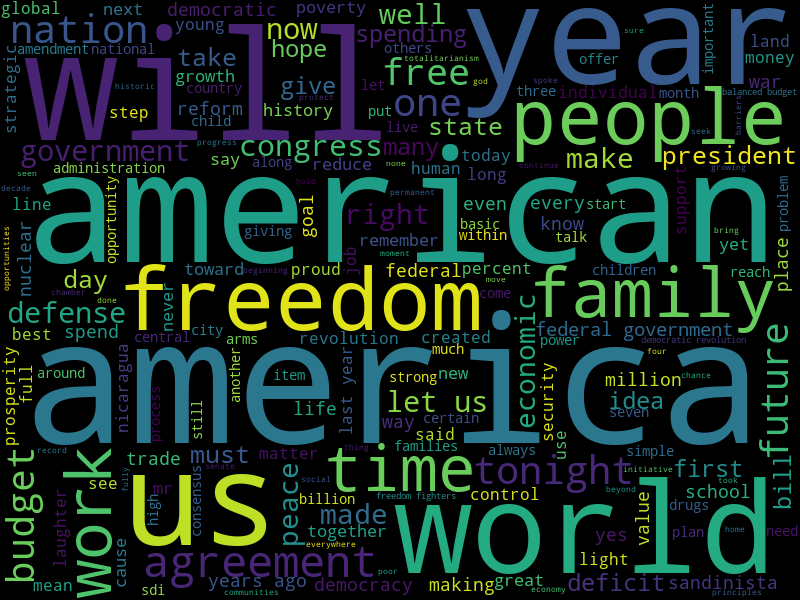 global next democratic poverty well others totalitarianism god sure important
nation young now hope spending offer land money
will year
amendment national take growth country give let free war
strategic step reform child history historic spoke protect put one three individual month balanced budget
government congress many live state people barriers
progress say along reduce today none human long make continue seek growing president
seen administration
decade american
line opportunity giving goal right even every start support yet place problem
opportunities nuclear remember basic within know talk bring
permanent hold moment job
day toward proud federal percent children reach
defense never beginning freedom come move family
chamber done central city arms revolution created economic federal government power democratic revolution
spend best much four
prosperity full around another item last year strong new security million chance idea future
america
nicaragua process still life let us seven
families way certain said always use simple
budget work record must matter thing time tonight initiative first bill
trade consensus peace social billion freedom fighters control beyond value drugs school took
see mr us high made
fully senate together world yes plan home need
laughter cause everywhere light
mean agreement poor deficit
sdi years ago communities democracy making great economy sandinista principles